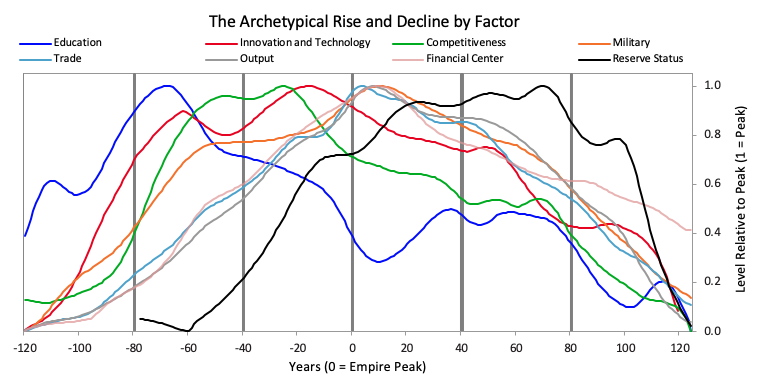 The Archetypical Rise and Decline by Factor
Education Innovation and Technology Competitiveness Military
Trade Output Financial Center Reserve Status
1.0
0.8
0.6
0.4
0.2
0.0
Level Relative to Peak (1 = Peak)
-120 -100 -80 -60 -40 -20 0 20 40 60 80 100 120
Years (0 = Empire Peak)